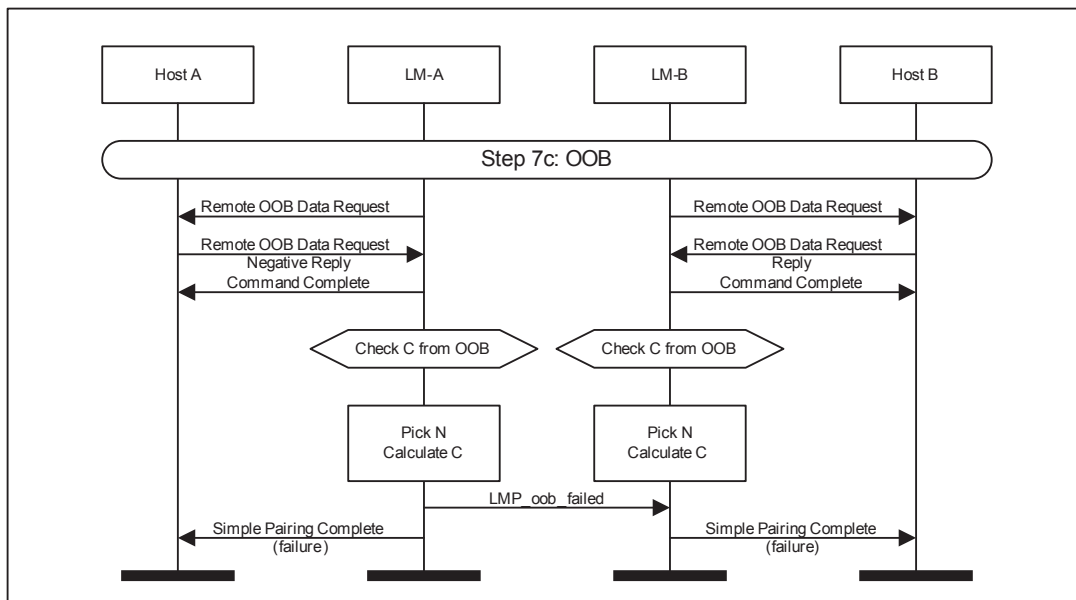 Host A
LM-A
LM-B
Host B
Step 7c: OOB
Remote OOB Data Request
Remote OOB Data Request
Remote OOB Data Request
Negative Reply
Remote OOB Data Request
Reply
Command Complete
Command Complete
Check C from OOB
Check C from OOB
Pick N
Calculate C
Pick N
Calculate C
LMP_oob_failed
Simple Pairing Complete
(failure)
Simple Pairing Complete
(failure)